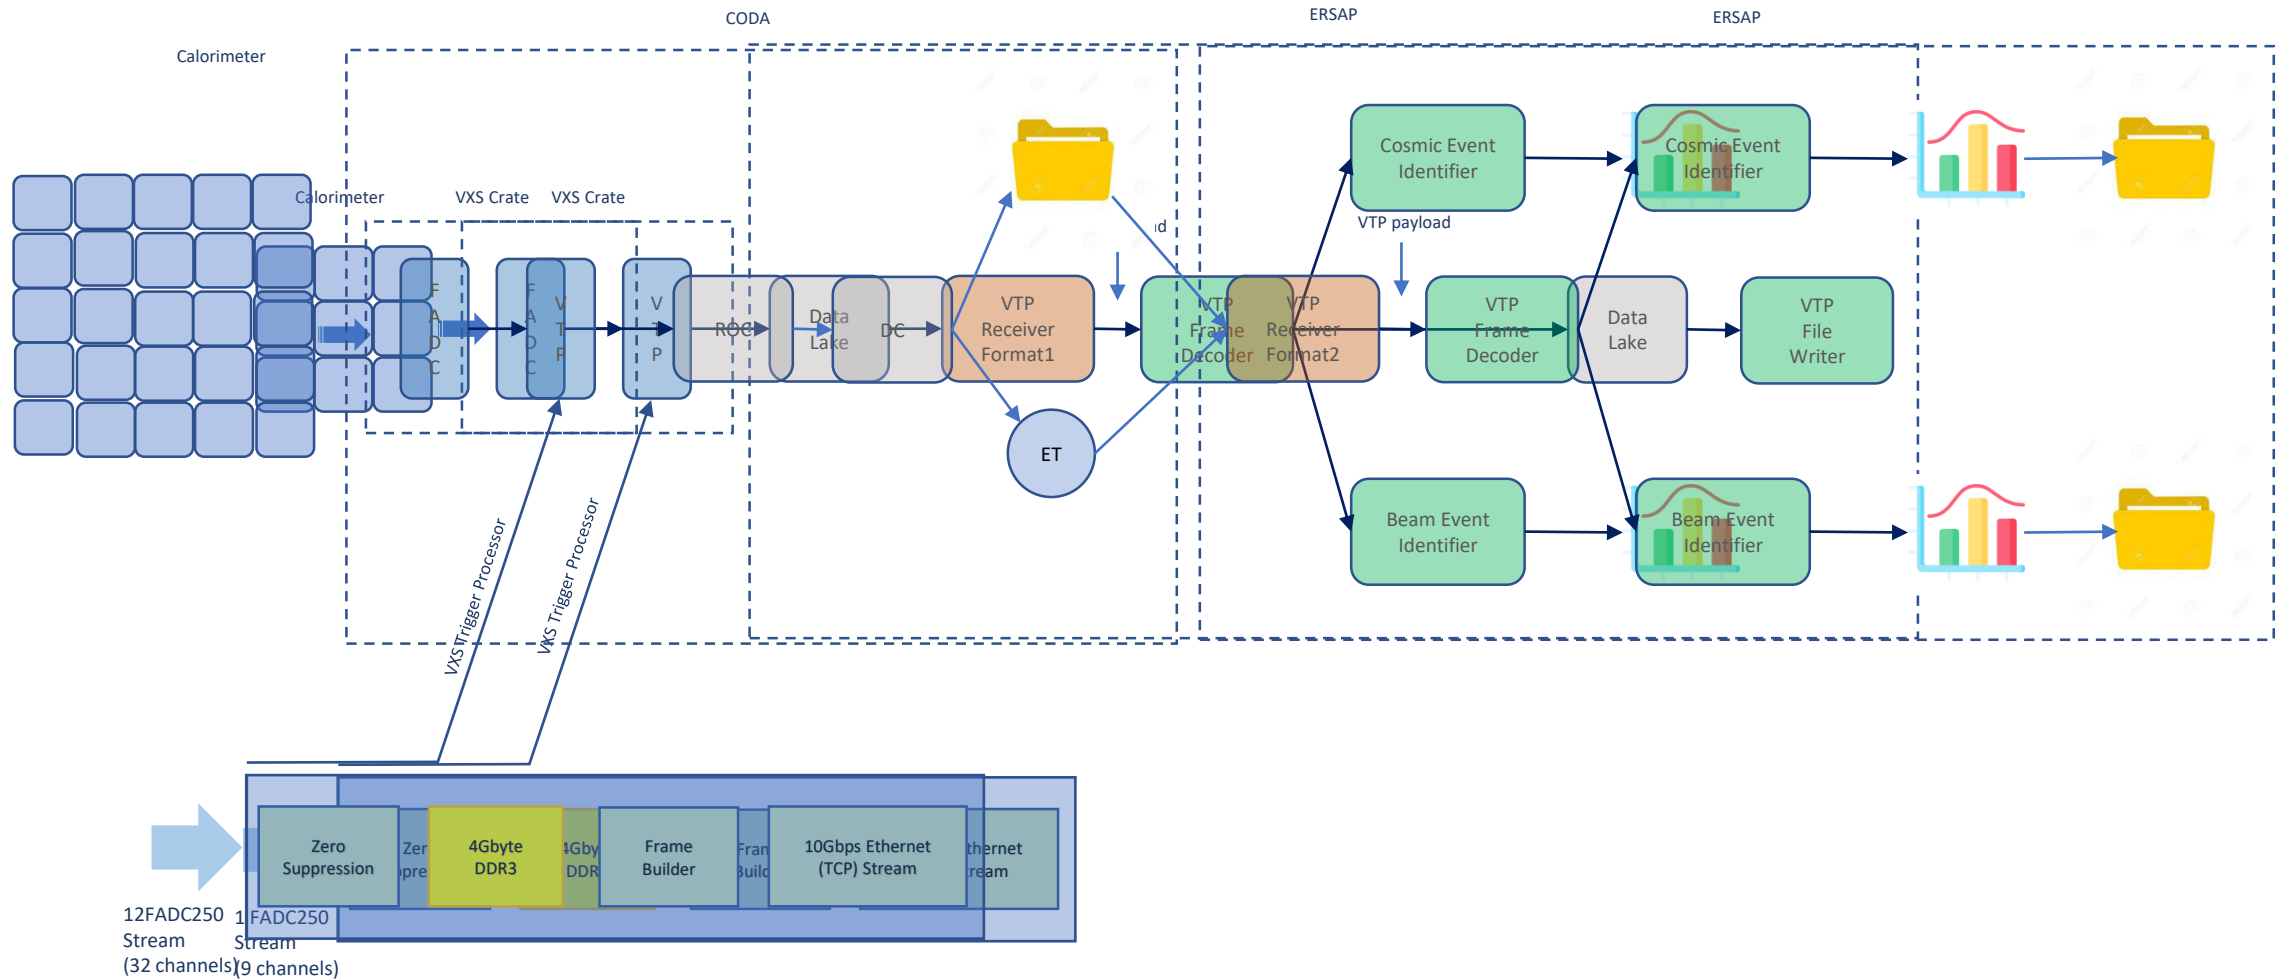 CODA
ERSAP
ERSAP
Calorimeter
Calorimeter
VXS Crate
VXS Crate
Cosmic Event
Identifier
Cosmic Event
Identifier
VTP payload
F
A
D
C
F
A
D
C
V
T
P
V
T
P
ROC
Data
Lake
DC
VTP
Receiver
Format1
VTP
Frame
Decoder
VTP
Receiver
Format2
VTP
Frame
Decoder
Data
Lake
VTP
File
Writer
ET
Beam Event
Identifier
Beam Event
Identifier
VXS Trigger Processor
VXS Trigger Processor
Zero
Suppression
4Gbyte
DDR3
Frame
Builder
10Gbps Ethernet
(TCP) Stream
12FADC250
Stream
(32 channels)
1 FADC250
Stream
(9 channels)